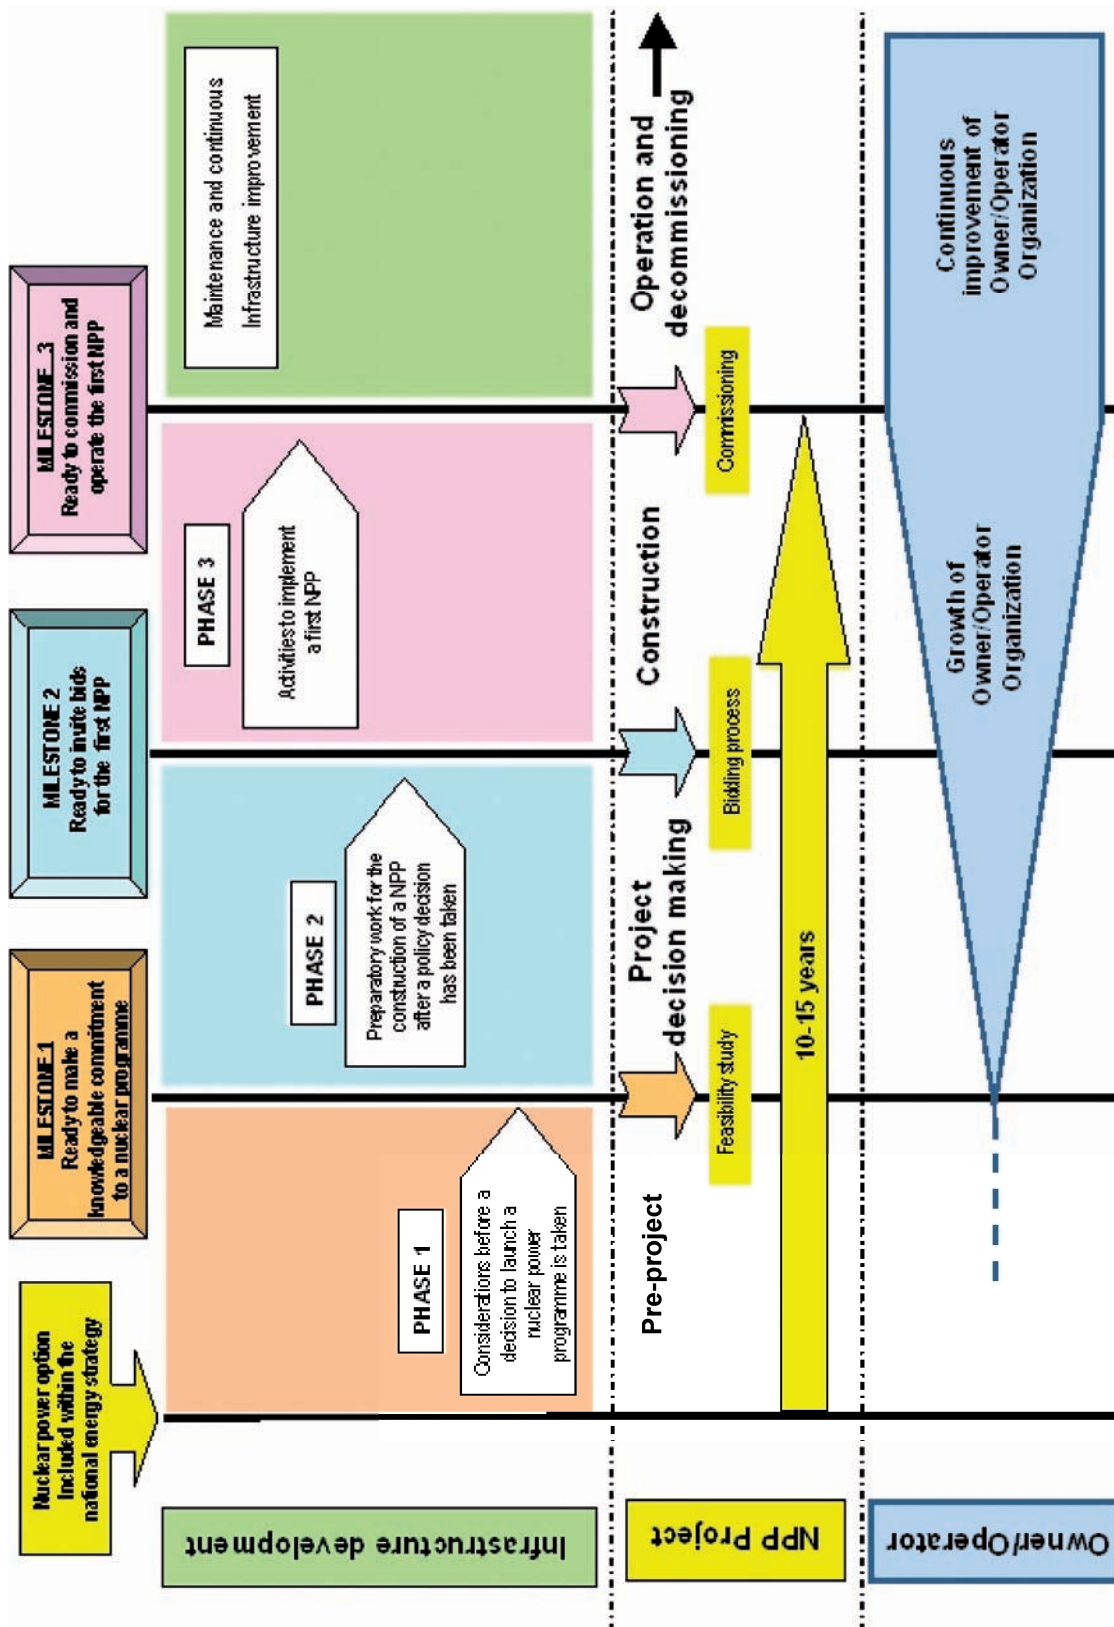 Nuclear power option
Included within the
national energy strategy
MILESTONE 1
Ready to make a
knowledgeable commitment
to a nuclear programme
MILESTONE 2
Ready to invite bids
for the first NPP
MILESTONE 3
Ready to commission and
operate the first NPP
Infrastructure development
PHASE 1
Considerations before a
decision to launch a
nuclear power
programme is taken
PHASE 2
Preparatory work for the
construction of a NPP
after a policy decision
has been taken
PHASE 3
Activities to implement
a first NPP
Maintenance and continuous
Infrastructure improvement
NPP Project
Pre-project
Project
decision making
Construction
Operation and
decommissioning
Feasibility study
Bidding process
Commissioning
10-15 years
Owner/Operator
Growth of
Owner/Operator
Organization
Continuous
improvement of
Owner/Operator
Organization